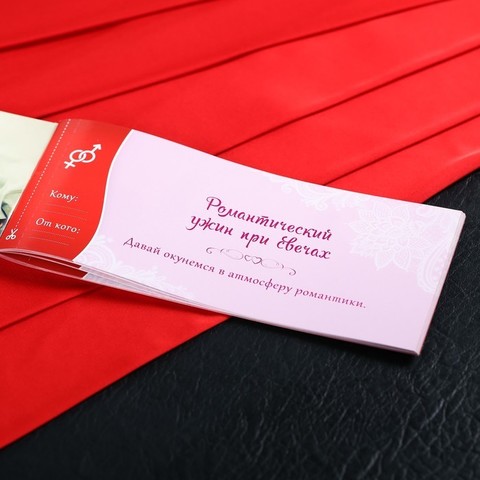 Кому:
От кого:
Романтический
ужин при свечах
Давай окунемся в атмосферу романтики.